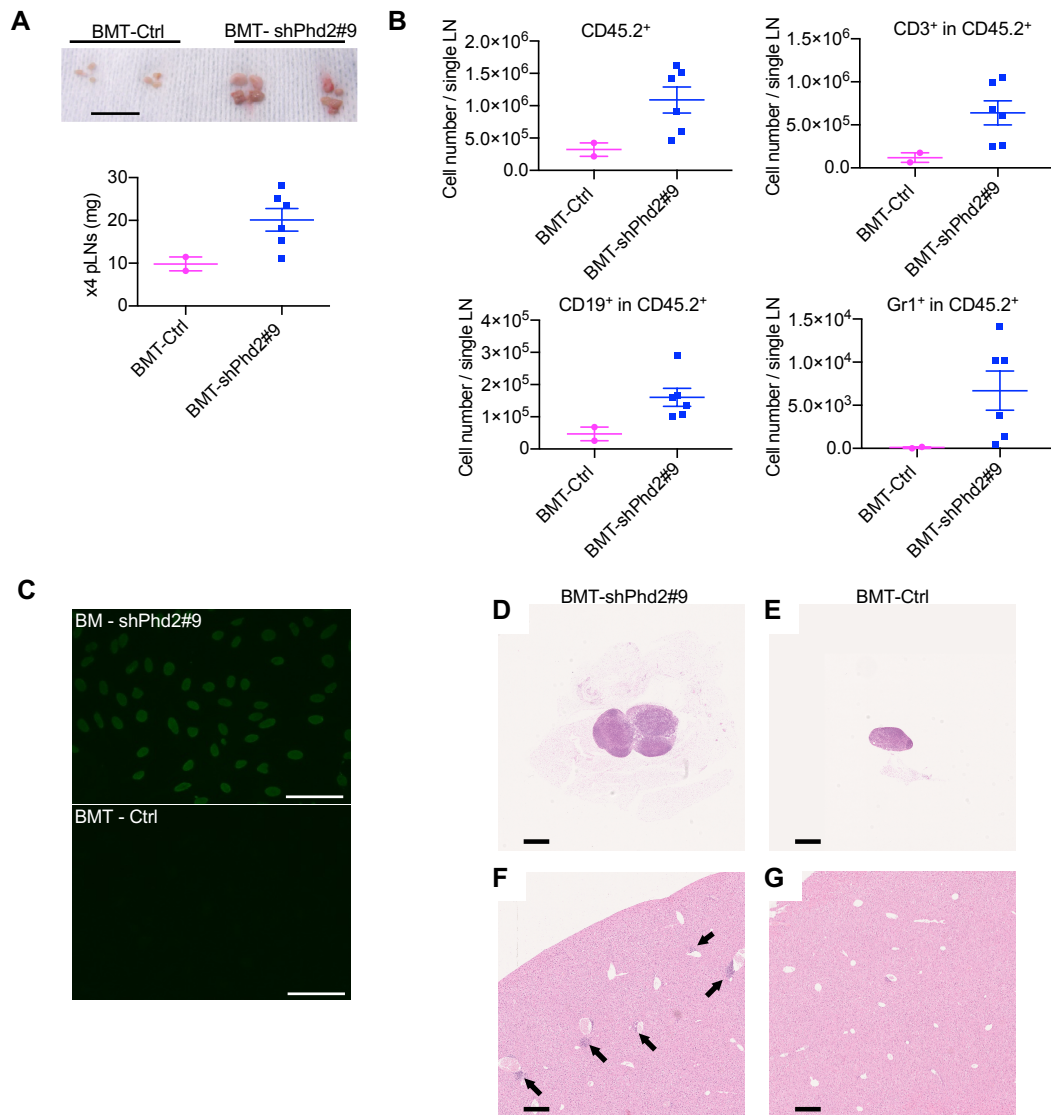 A
BMT-Ctrl
BMT- shPhd2#9
x4 pLNs (mg)
30
20
10
0
BMT-Ctrl
BMT-shPhd2#9
B
CD45.2⁺
Cell number / single LN
2.0×10⁶
1.5×10⁶
1.0×10⁶
5.0×10⁵
0.0
BMT-Ctrl
BMT-shPhd2#9
CD3⁺ in CD45.2⁺
Cell number / single LN
1.5×10⁶
1.0×10⁶
5.0×10⁵
0.0
BMT-Ctrl
BMT-shPhd2#9
CD19⁺ in CD45.2⁺
Cell number / single LN
4×10⁵
3×10⁵
2×10⁵
1×10⁵
0
BMT-Ctrl
BMT-shPhd2#9
Gr1⁺ in CD45.2⁺
Cell number / single LN
1.5×10⁴
1.0×10⁴
5.0×10³
0.0
BMT-Ctrl
BMT-shPhd2#9
C
BM - shPhd2#9
BMT - Ctrl
BMT-shPhd2#9
BMT-Ctrl
D
E
F
G